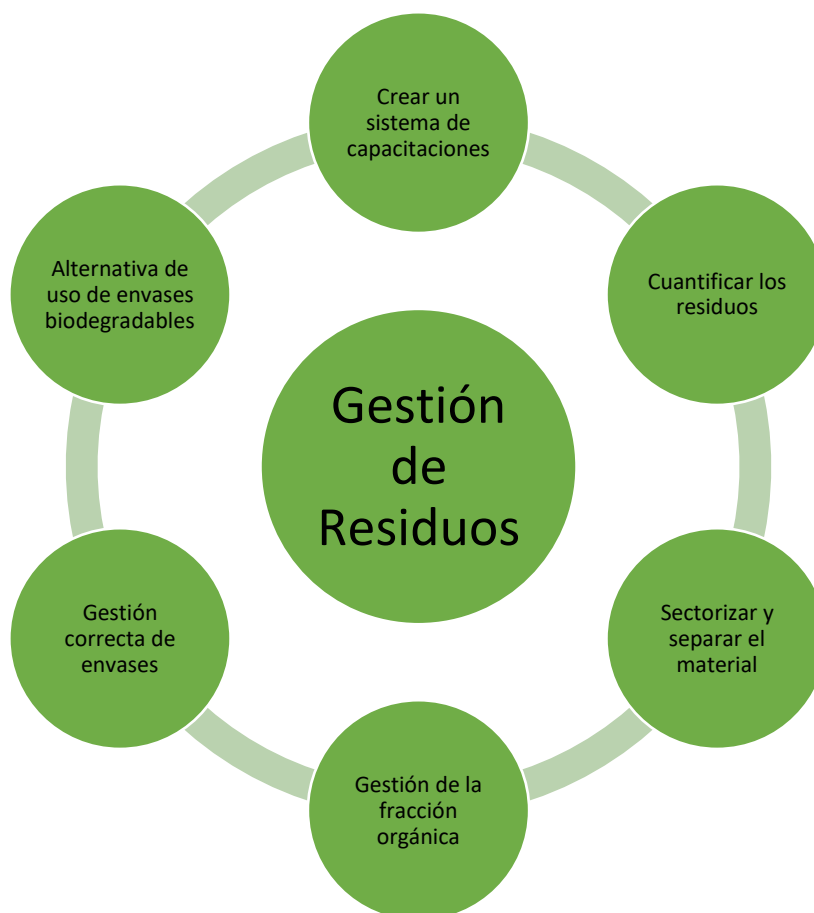 Crear un
sistema de
capacitaciones
Alternativa de
uso de envases
biodegradables
Cuantificar los
residuos
Gestión
de
Residuos
Gestión
correcta de
envases
Sectorizar y
separar el
material
Gestión de la
fracción
orgánica